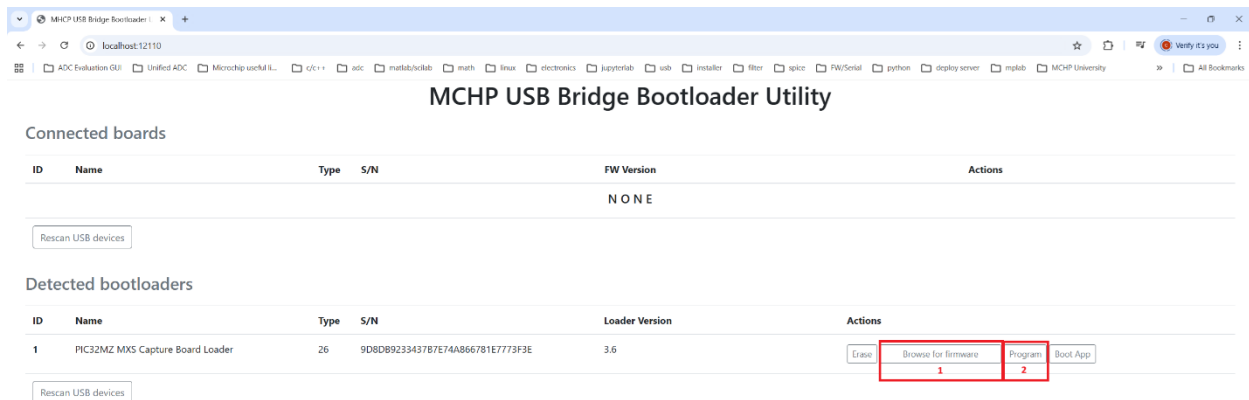 MHCP USB Bridge Bootloader U
localhost:12110
Verify it's you
ADC Evaluation GUI Unified ADC Microchip useful li... c/c++ adc matlab/scilab math linux electronics jupyterlab usb installer filter spice FW/Serial python deploy server mplab MCHP University » All Bookmarks
MCHP USB Bridge Bootloader Utility
Connected boards
ID Name Type S/N FW Version Actions
NONE
Rescan USB devices
Detected bootloaders
ID Name Type S/N Loader Version Actions
1 PIC32MZ MXS Capture Board Loader 26 9D8DB9233437B7E74A866781E7773F3E 3.6 Erase Browse for firmware Program Boot App
1 2
Rescan USB devices